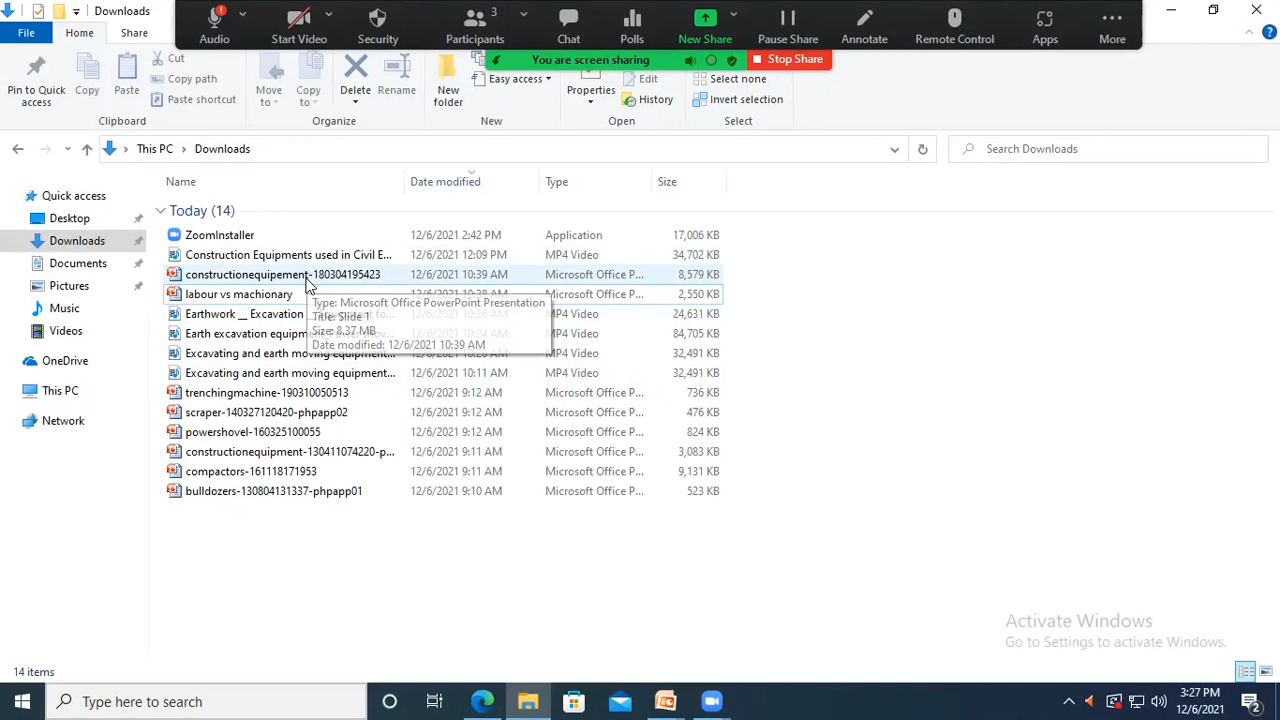 Downloads
Audio
Start Video
Security
3
Participants
Chat
Polls
New Share
Pause Share
Annotate
Remote Control
Apps
More
You are screen sharing
Stop Share
File
Home
Share
Pin to Quick access
Copy
Paste
Cut
Copy path
Paste shortcut
Clipboard
Move to
Copy to
Delete
Rename
Organize
New folder
Easy access
New
Properties
Edit
History
Open
Select none
Invert selection
Select
This PC
Downloads
Search Downloads
Quick access
Desktop
Downloads
Documents
Pictures
Music
Videos
OneDrive
This PC
Network
Name Date modified Type Size
Today (14)
ZoomInstaller 12/6/2021 2:42 PM Application 17,006 KB
Construction Equipments used in Civil E... 12/6/2021 12:09 PM MP4 Video 34,702 KB
constructionequipement-180304195423 12/6/2021 10:39 AM Microsoft Office P... 8,579 KB
labour vs machionary 12/6/2021 10:38 AM Microsoft Office P... 2,550 KB
Earthwork __ Excavation MP4 Video 24,631 KB
Earth excavation MP4 Video 84,705 KB
Excavating and earth moving equipment... MP4 Video 32,491 KB
Excavating and earth moving equipment... 12/6/2021 10:11 AM MP4 Video 32,491 KB
trenchingmachine-190310050513 12/6/2021 9:12 AM Microsoft Office P... 736 KB
scraper-140327120420-phpapp02 12/6/2021 9:12 AM Microsoft Office P... 476 KB
powershovel-160325100055 12/6/2021 9:12 AM Microsoft Office P... 824 KB
constructionequipment-130411074220-p... 12/6/2021 9:11 AM Microsoft Office P... 3,083 KB
compactors-161118171953 12/6/2021 9:11 AM Microsoft Office P... 9,131 KB
bulldozers-130804131337-phpapp01 12/6/2021 9:10 AM Microsoft Office P... 523 KB
Type: Microsoft Office PowerPoint Presentation
Title: Slide 1
Size: 8.37 MB
Date modified: 12/6/2021 10:39 AM
Activate Windows
Go to Settings to activate Windows.
14 items
Type here to search
3:27 PM
12/6/2021
2